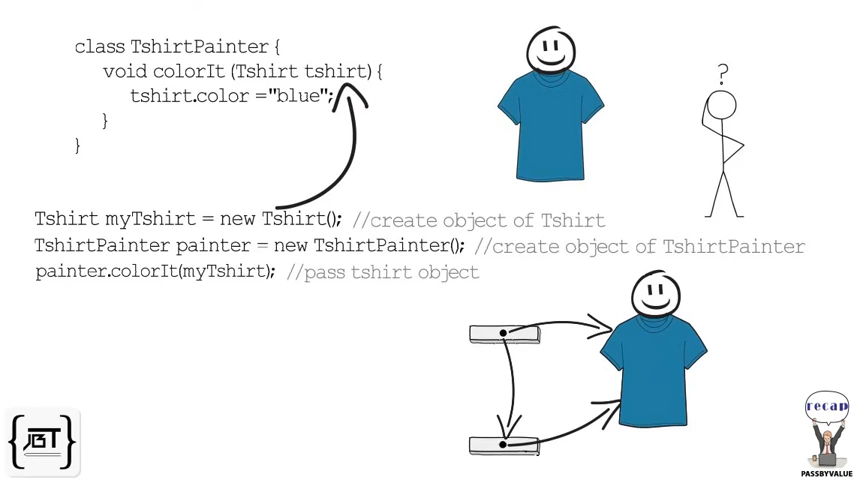 class TshirtPainter {
void colorIt (Tshirt tshirt) {
tshirt.color ="blue";
}
}
?
Tshirt myTshirt = new Tshirt(); //create object of Tshirt
TshirtPainter painter = new TshirtPainter(); //create object of TshirtPainter
painter.colorIt(myTshirt); //pass tshirt object
{JBT}
recap
PASSBYVALUE